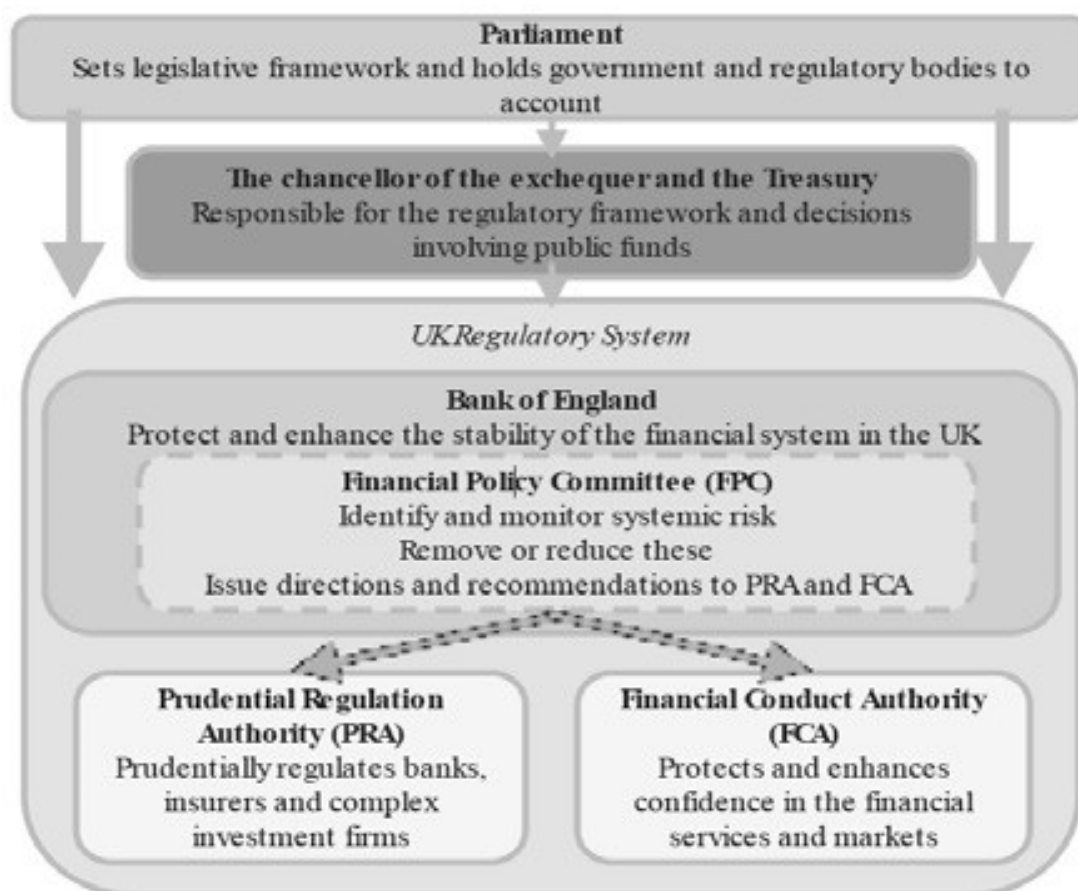 Parliament
Sets legislative framework and holds government and regulatory bodies to
account
The chancellor of the exchequer and the Treasury
Responsible for the regulatory framework and decisions
involving public funds
UK Regulatory System
Bank of England
Protect and enhance the stability of the financial system in the UK
Financial Policy Committee (FPC)
Identify and monitor systemic risk
Remove or reduce these
Issue directions and recommendations to PRA and FCA
Prudential Regulation
Authority (PRA)
Prudentially regulates banks,
insurers and complex
investment firms
Financial Conduct Authority
(FCA)
Protects and enhances
confidence in the financial
services and markets